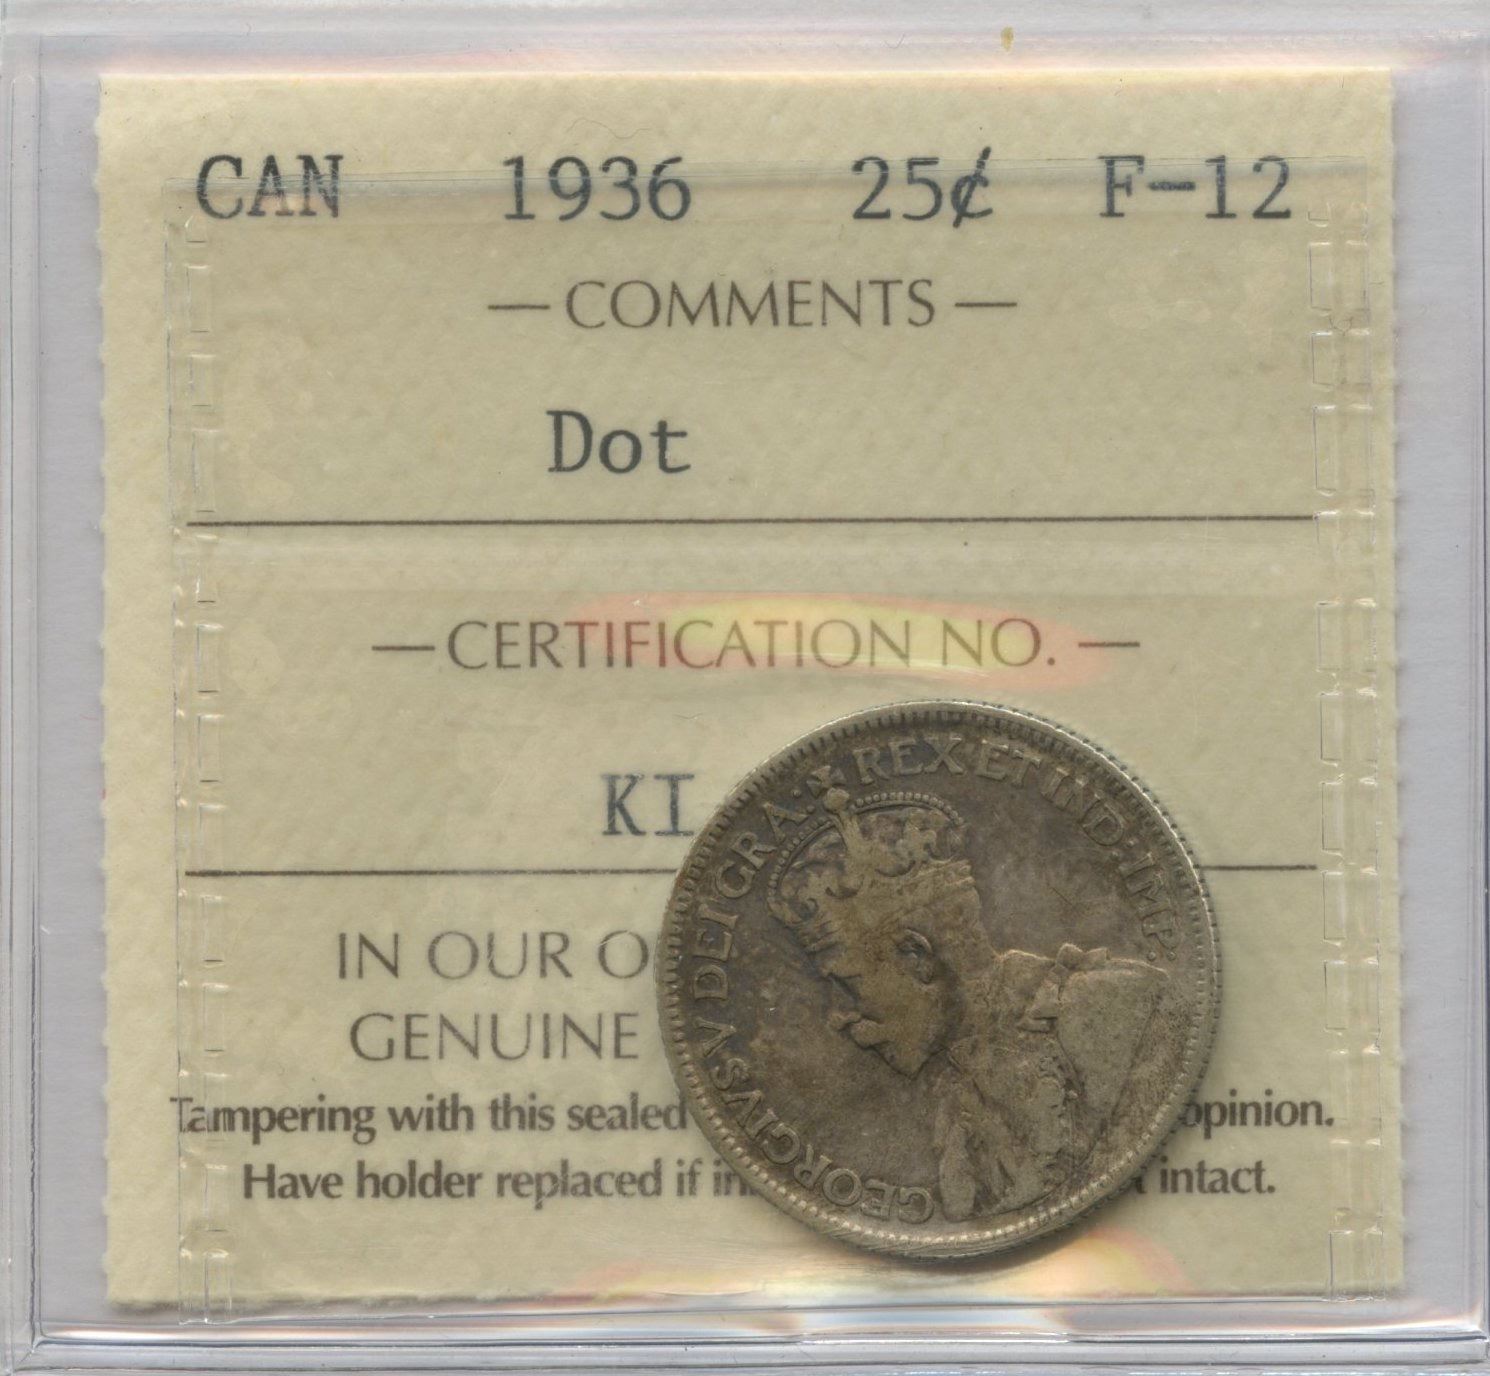 CAN 1936 25¢ F-12
— COMMENTS —
Dot
— CERTIFICATION NO. —
KI
IN OUR O
GENUINE
Tampering with this sealed opinion.
Have holder replaced if in intact.
GEORGIVS V DEI GRA: REX ET IND: IMP: